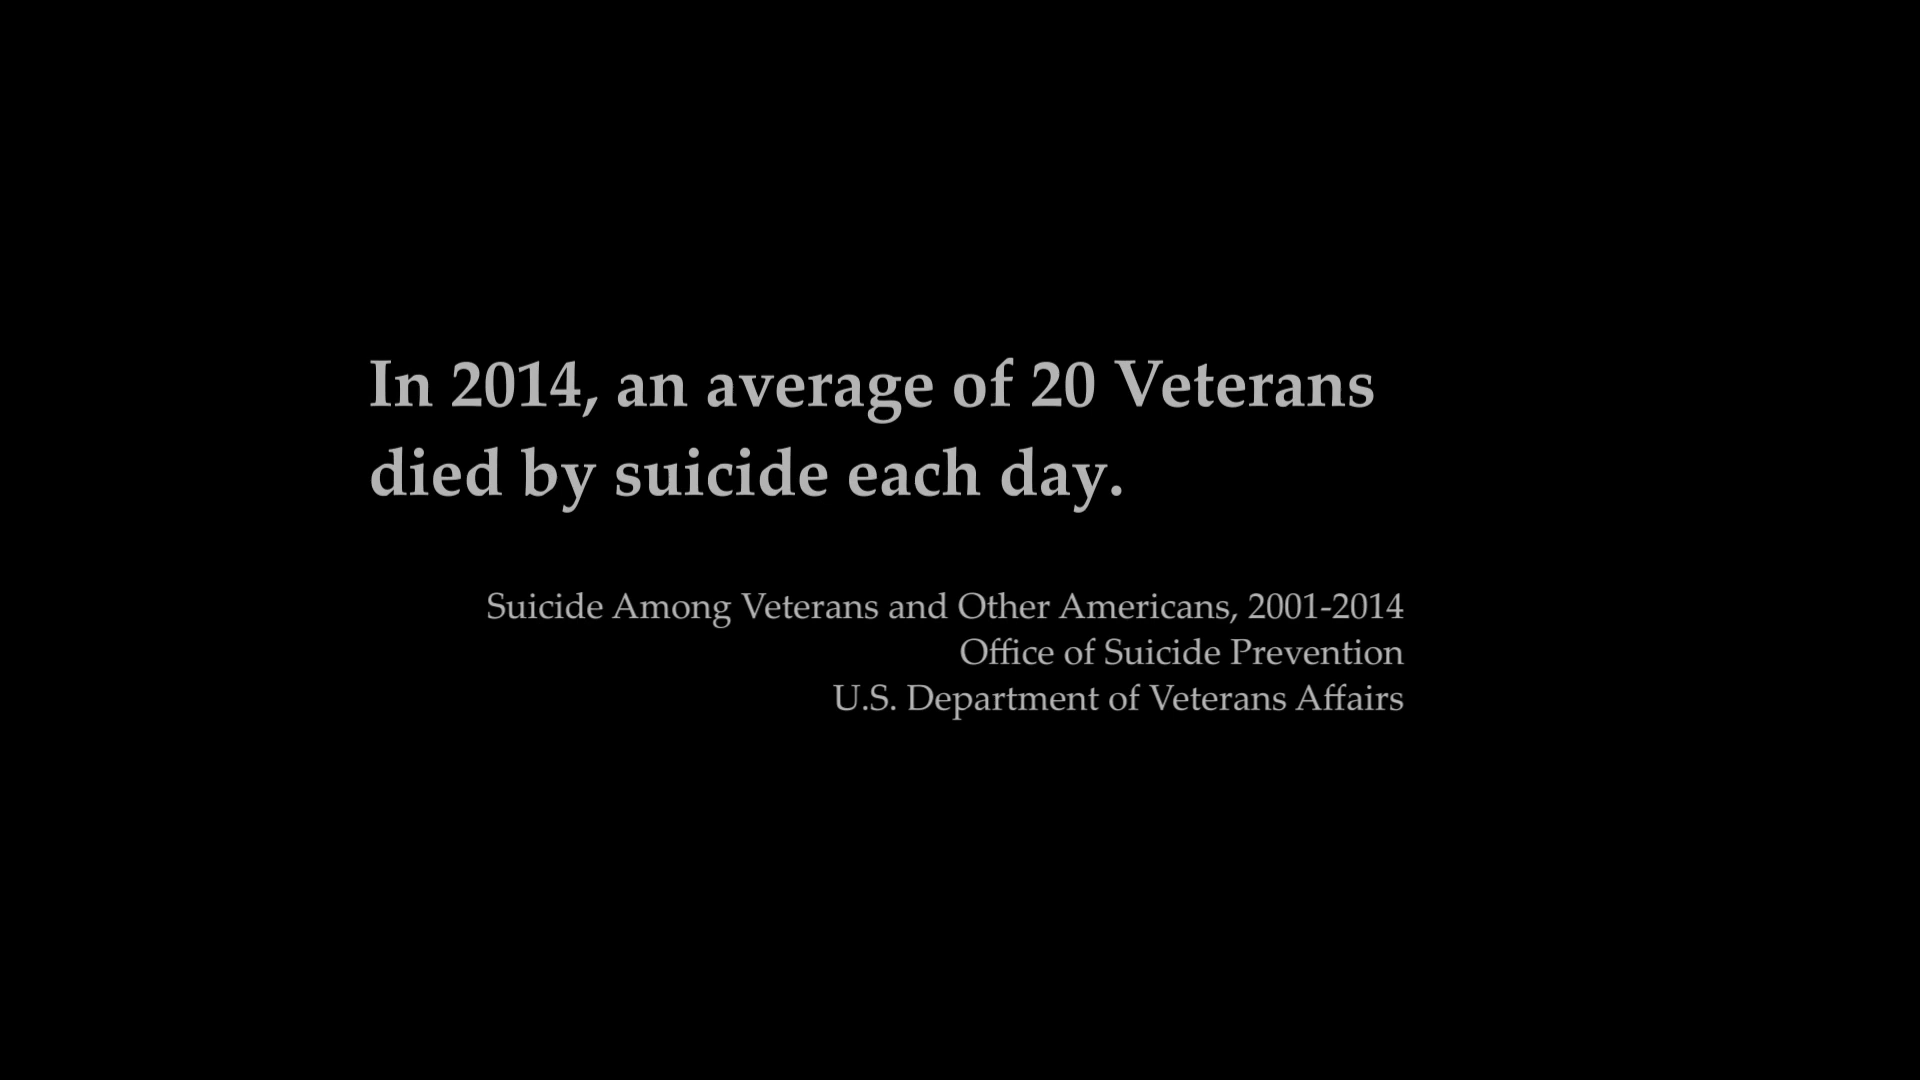 In 2014, an average of 20 Veterans
died by suicide each day.
Suicide Among Veterans and Other Americans, 2001-2014
Office of Suicide Prevention
U.S. Department of Veterans Affairs